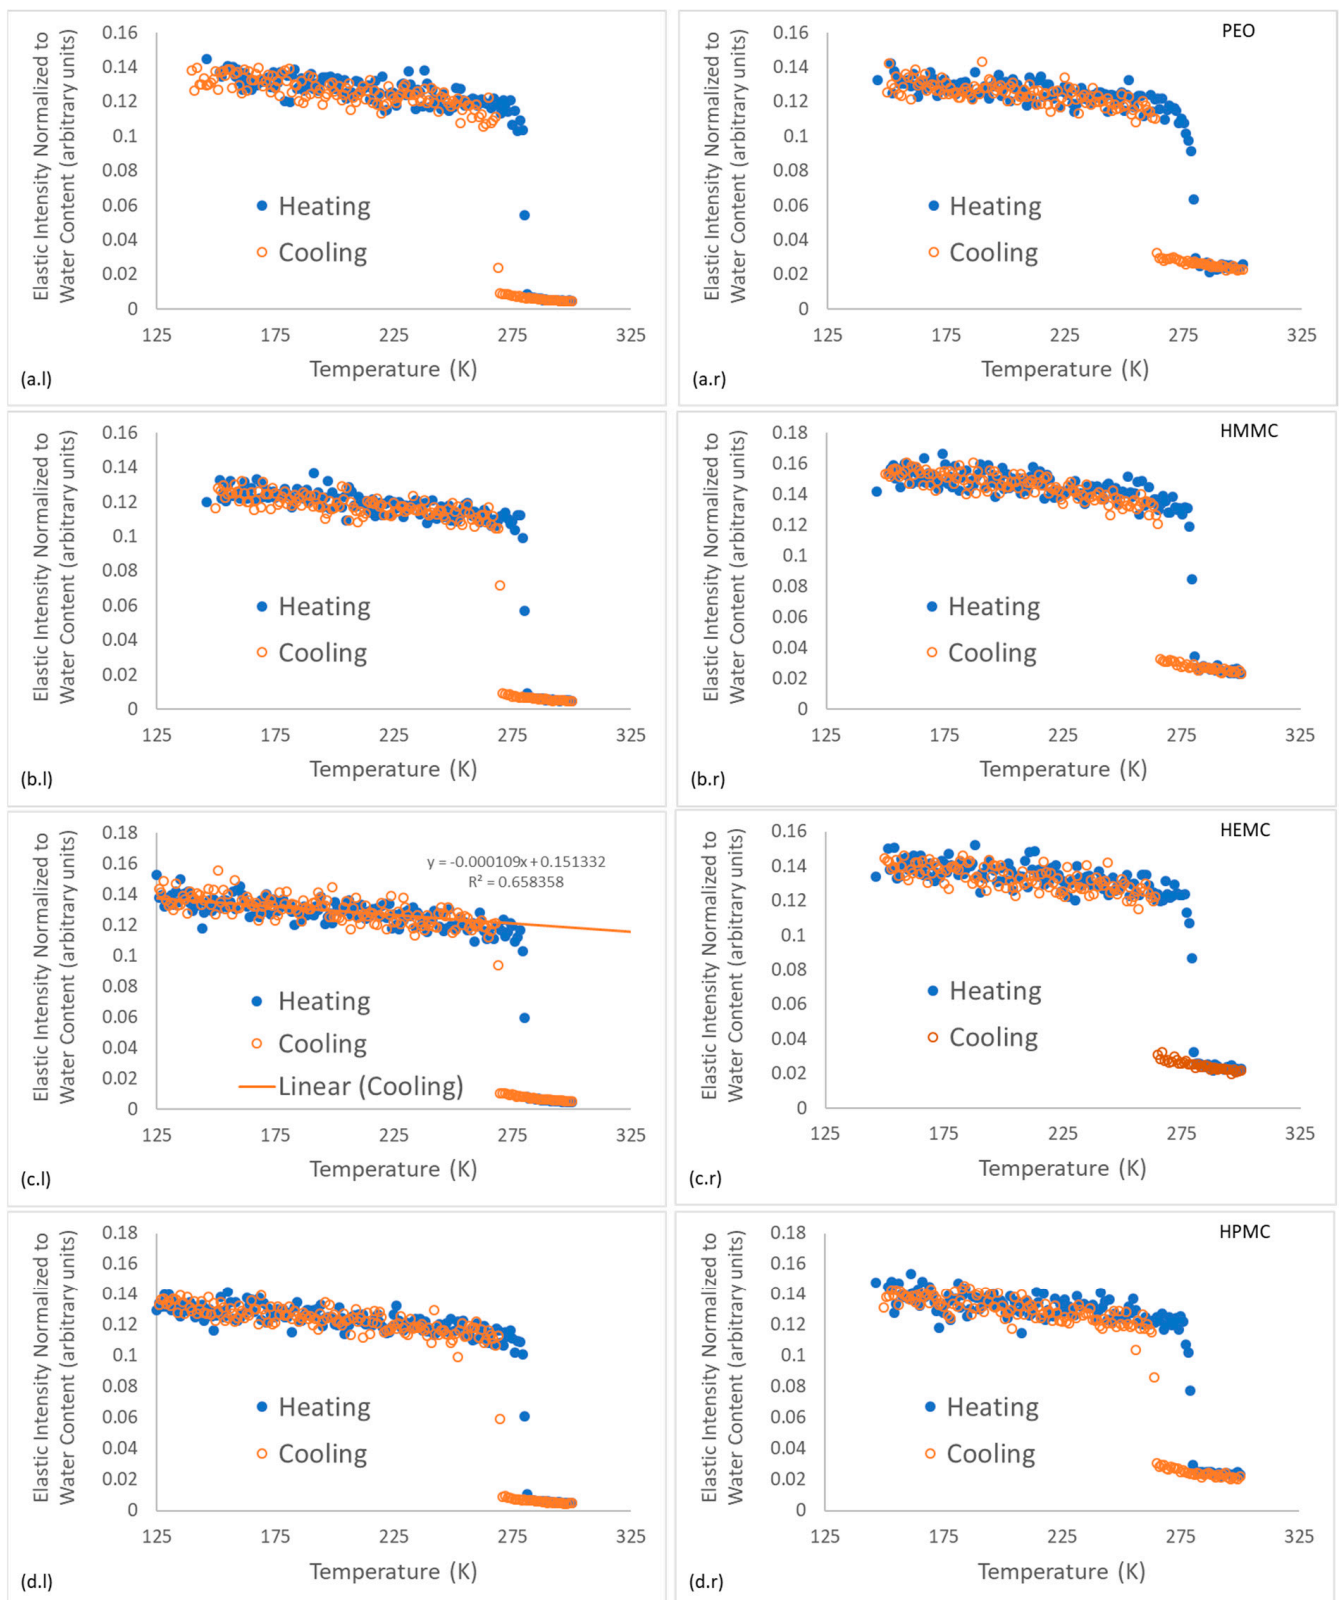 Elastic Intensity Normalized to
Water Content (arbitrary units)
0.16
0.14
0.12
0.1
0.08
0.06
0.04
0.02
0
Heating
Cooling
125
175
225
275
325
Temperature (K)
(a.l)
PEO
Elastic Intensity Normalized to
Water Content (arbitrary units)
0.16
0.14
0.12
0.1
0.08
0.06
0.04
0.02
0
Heating
Cooling
125
175
225
275
325
Temperature (K)
(a.r)
Elastic Intensity Normalized to
Water Content (arbitrary units)
0.16
0.14
0.12
0.1
0.08
0.06
0.04
0.02
0
Heating
Cooling
125
175
225
275
325
Temperature (K)
(b.l)
HMMC
Elastic Intensity Normalized to
Water Content (arbitrary units)
0.18
0.16
0.14
0.12
0.1
0.08
0.06
0.04
0.02
0
Heating
Cooling
125
175
225
275
325
Temperature (K)
(b.r)
Elastic Intensity Normalized to
Water Content (arbitrary units)
0.18
0.16
0.14
0.12
0.1
0.08
0.06
0.04
0.02
0
y = -0.000109x + 0.151332
R² = 0.658358
Heating
Cooling
Linear (Cooling)
125
175
225
275
325
Temperature (K)
(c.l)
HEMC
Elastic Intensity Normalized to
Water Content (arbitrary units)
0.16
0.14
0.12
0.1
0.08
0.06
0.04
0.02
0
Heating
Cooling
125
175
225
275
325
Temperature (K)
(c.r)
Elastic Intensity Normalized to
Water Content (arbitrary units)
0.18
0.16
0.14
0.12
0.1
0.08
0.06
0.04
0.02
0
Heating
Cooling
125
175
225
275
325
Temperature (K)
(d.l)
HPMC
Elastic Intensity Normalized to
Water Content (arbitrary units)
0.18
0.16
0.14
0.12
0.1
0.08
0.06
0.04
0.02
0
Heating
Cooling
125
175
225
275
325
Temperature (K)
(d.r)